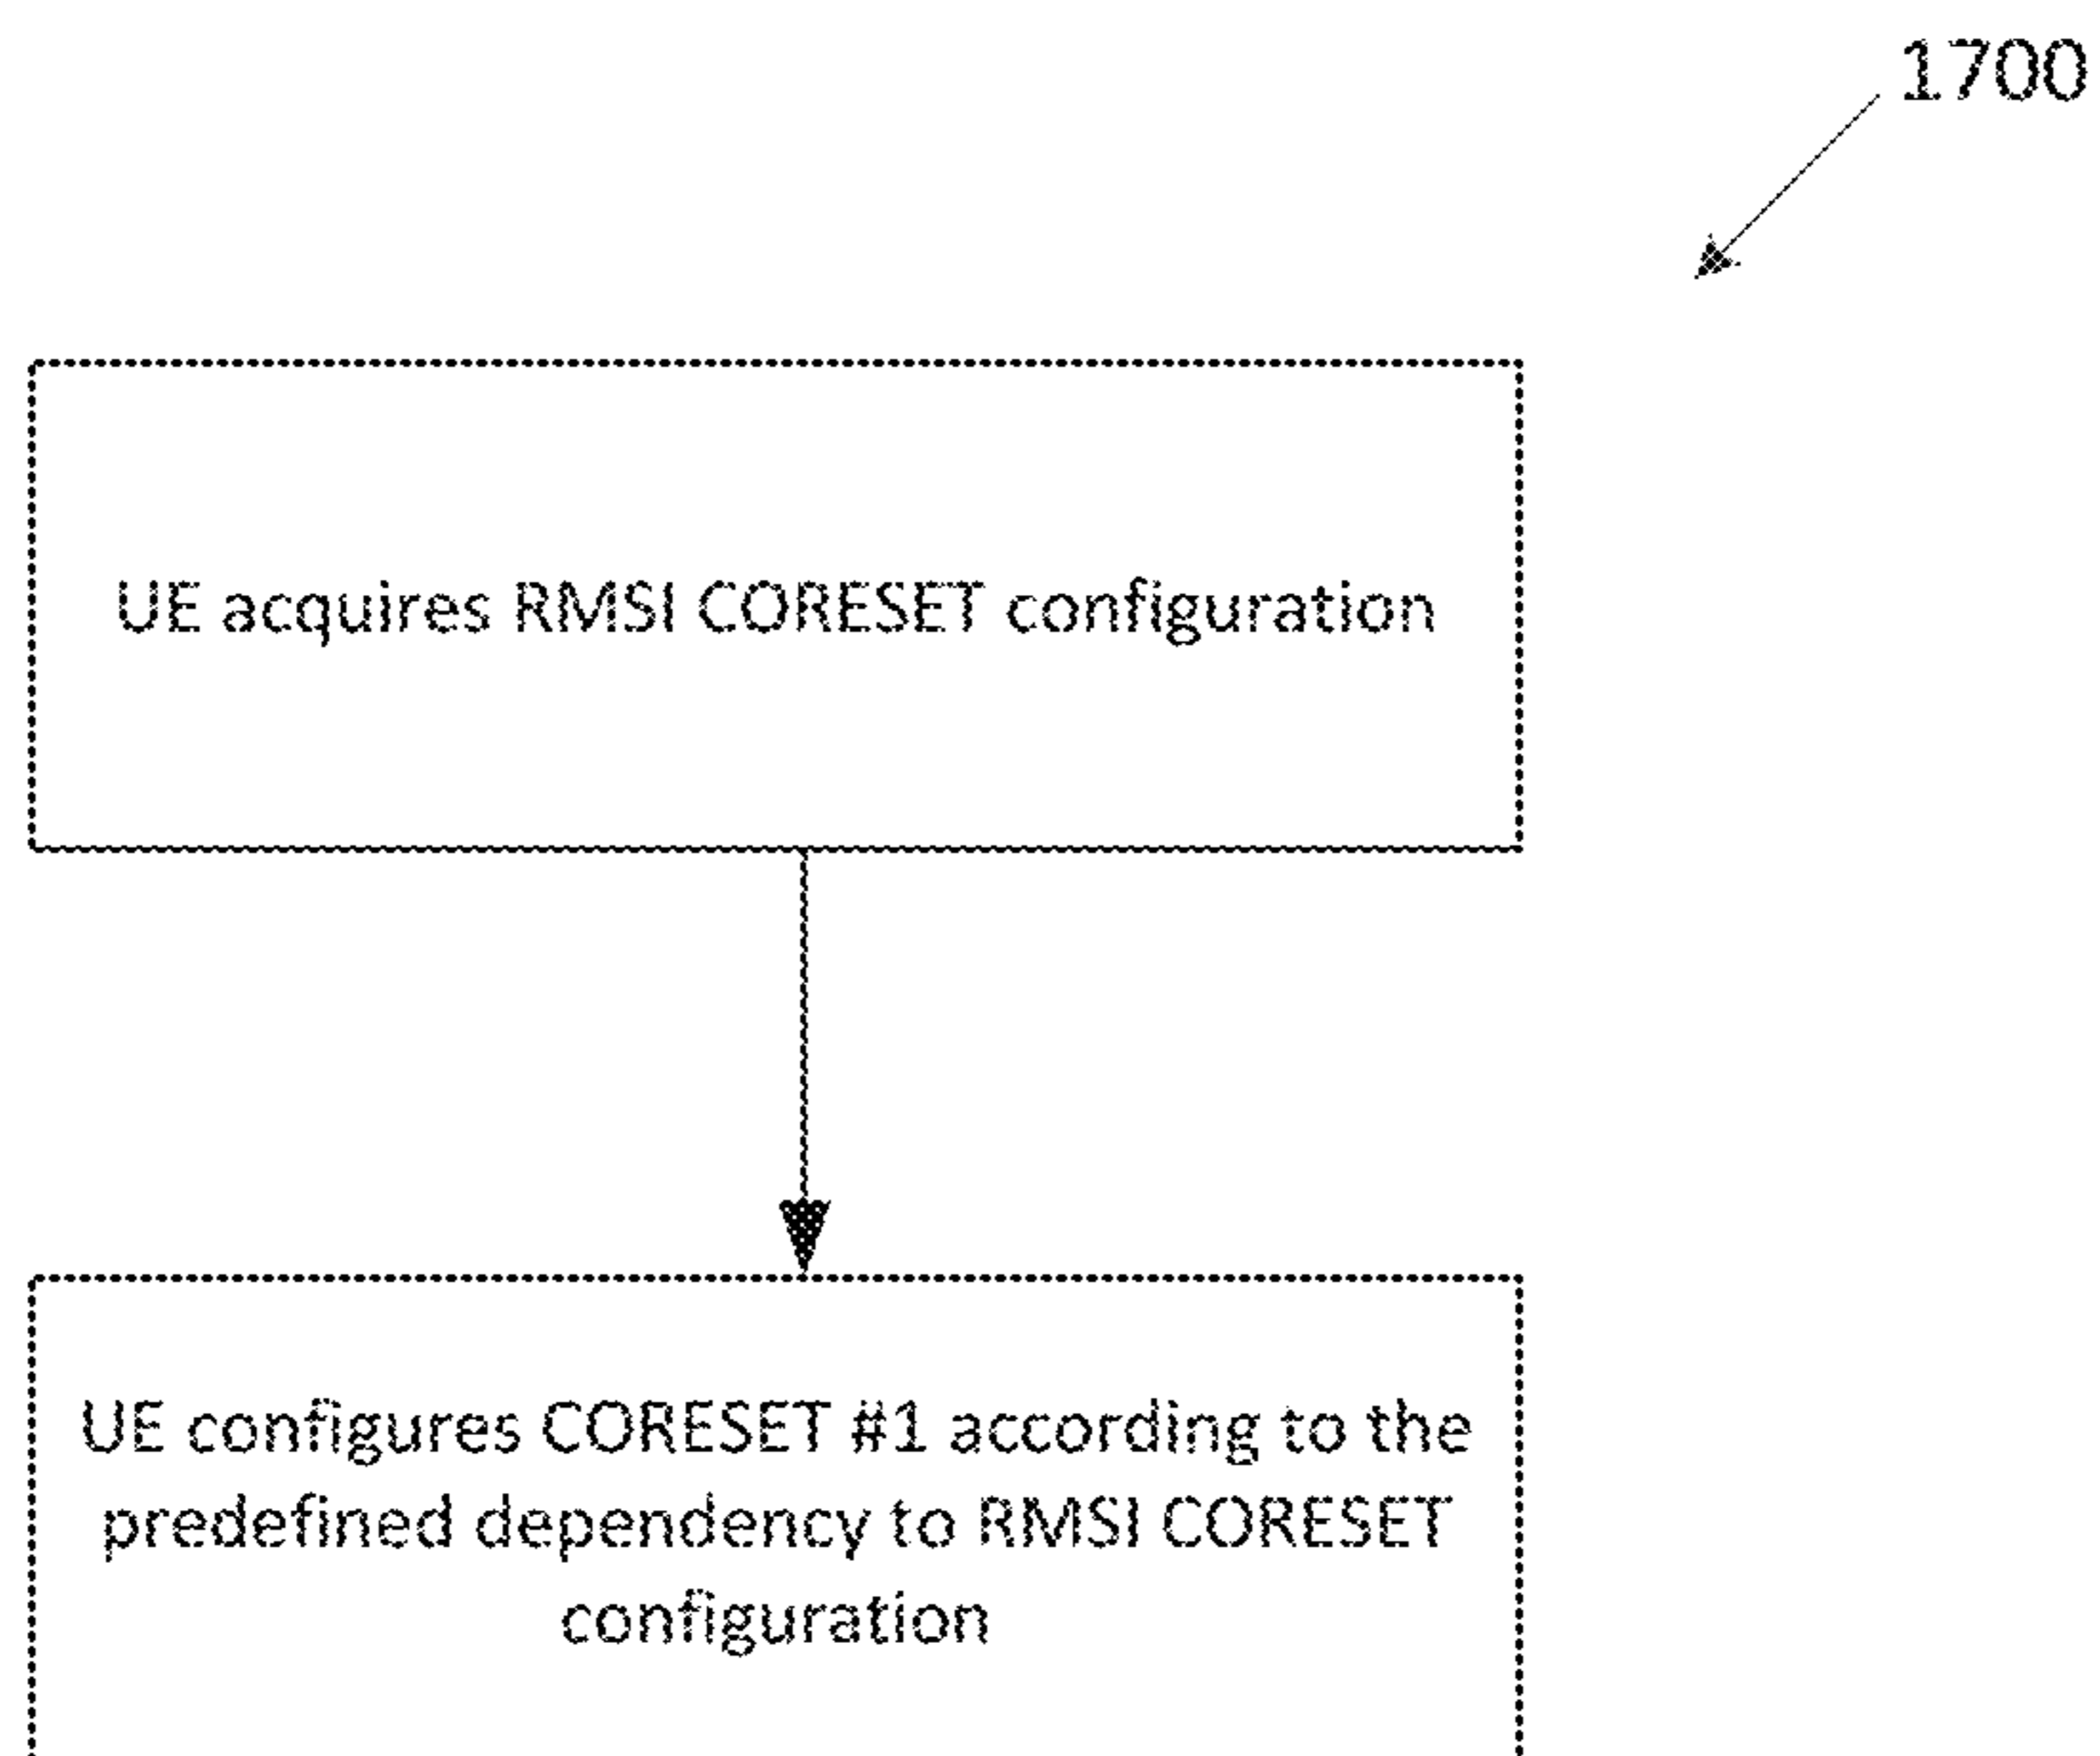 1700
UE acquires RMSI CORESET configuration
UE configures CORESET #1 according to the
predefined dependency to RMSI CORESET
configuration